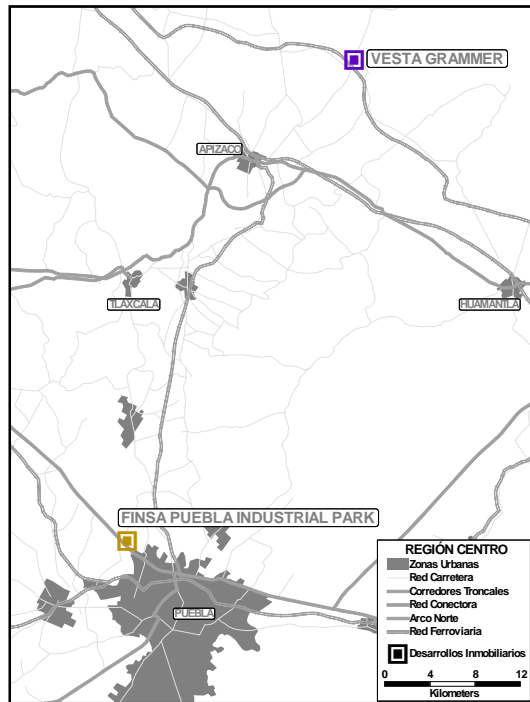 VESTA GRAMMER
APIZACO
TLAXCALA
HUAMANTLA
FINSA PUEBLA INDUSTRIAL PARK
PUEBLA
REGIÓN CENTRO
Zonas Urbanas
Red Carretera
Corredores Troncales
Red Conectora
Arco Norte
Red Ferroviaria
Desarrollos Inmobiliarios
0 4 8 12
Kilometers